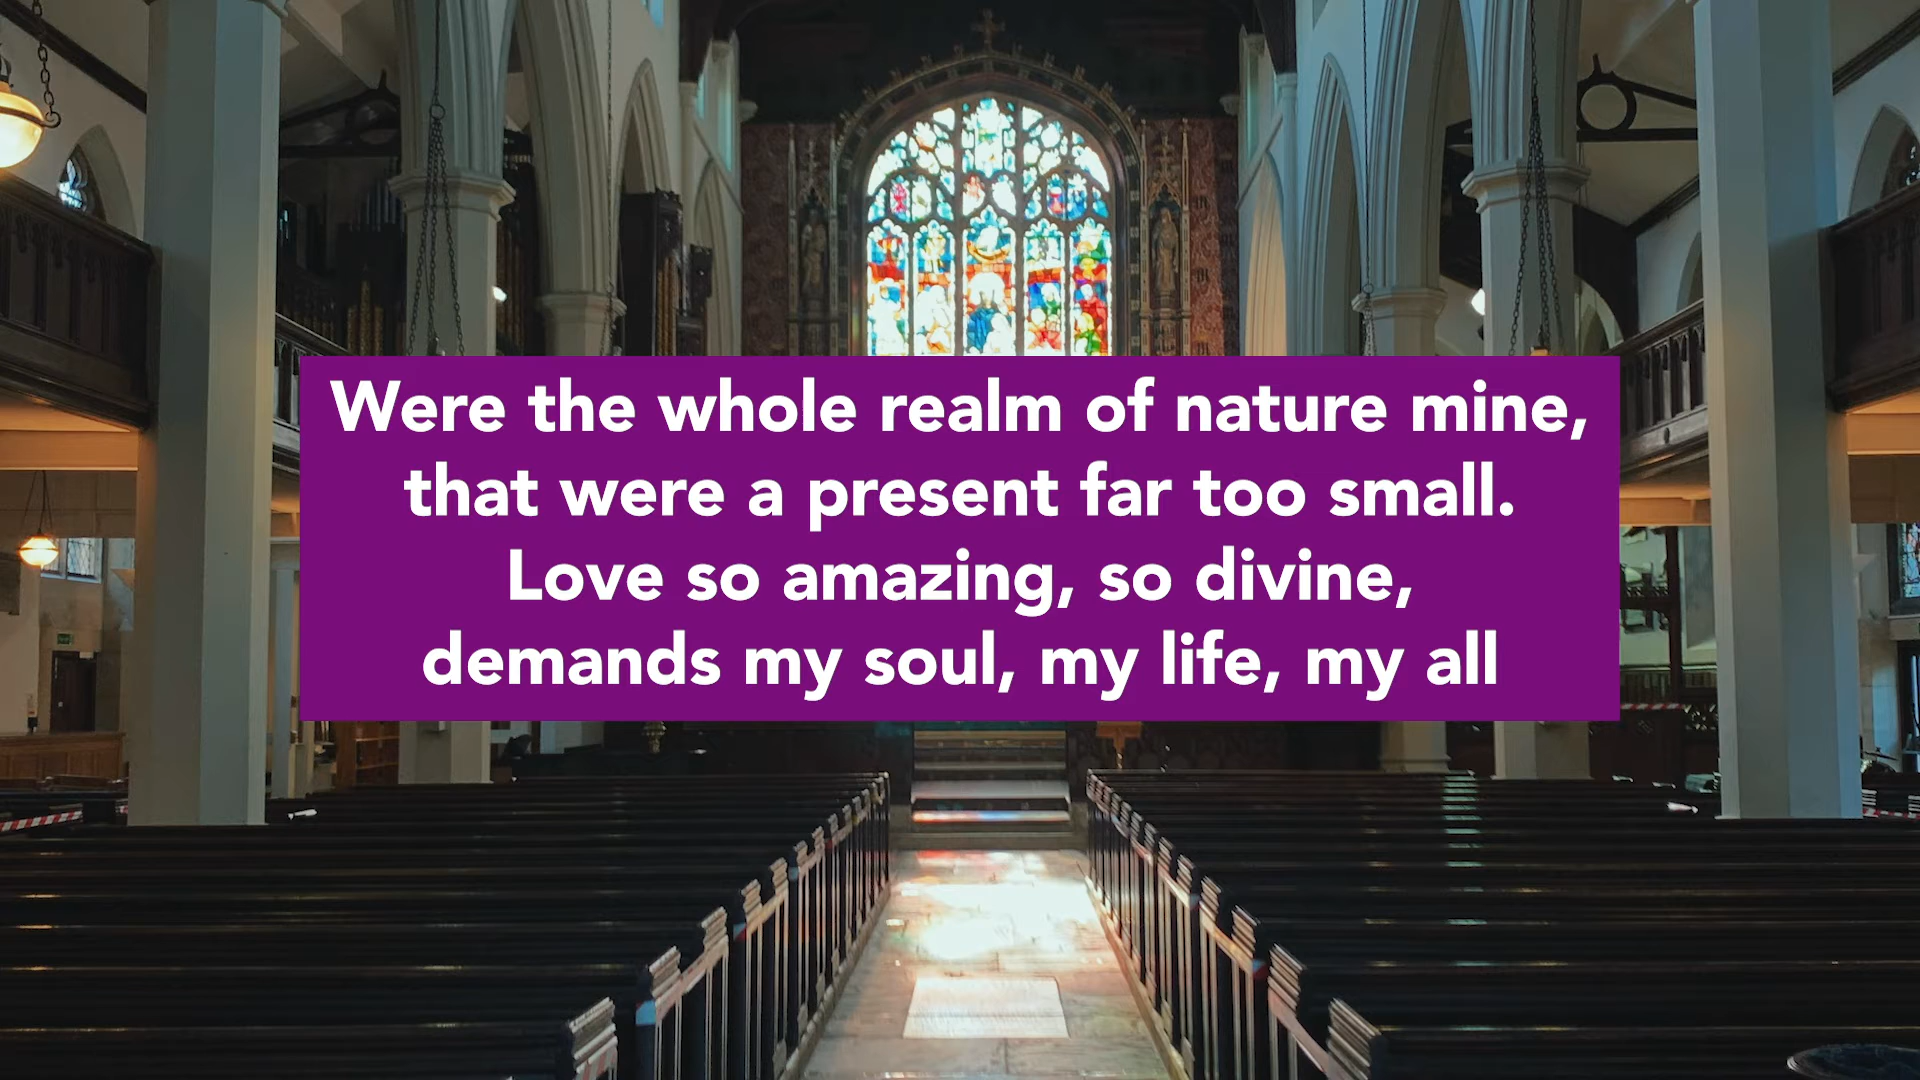 Were the whole realm of nature mine,
that were a present far too small.
Love so amazing, so divine,
demands my soul, my life, my all